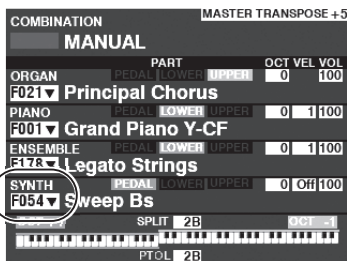 COMBINATION MASTER TRANSPOSE +5
MANUAL
PART OCT VEL VOL
ORGAN PEDAL LOWER UPPER 0 100
F021▼ Principal Chorus
PIANO PEDAL LOWER UPPER 0 1 100
F001▼ Grand Piano Y-CF
ENSEMBLE PEDAL LOWER UPPER 0 1 100
F178▼ Legato Strings
SYNTH PEDAL LOWER UPPER 0 Off 100
F054▼ Sweep Bs
SPLIT 2B OCT -1
PTOL 2B